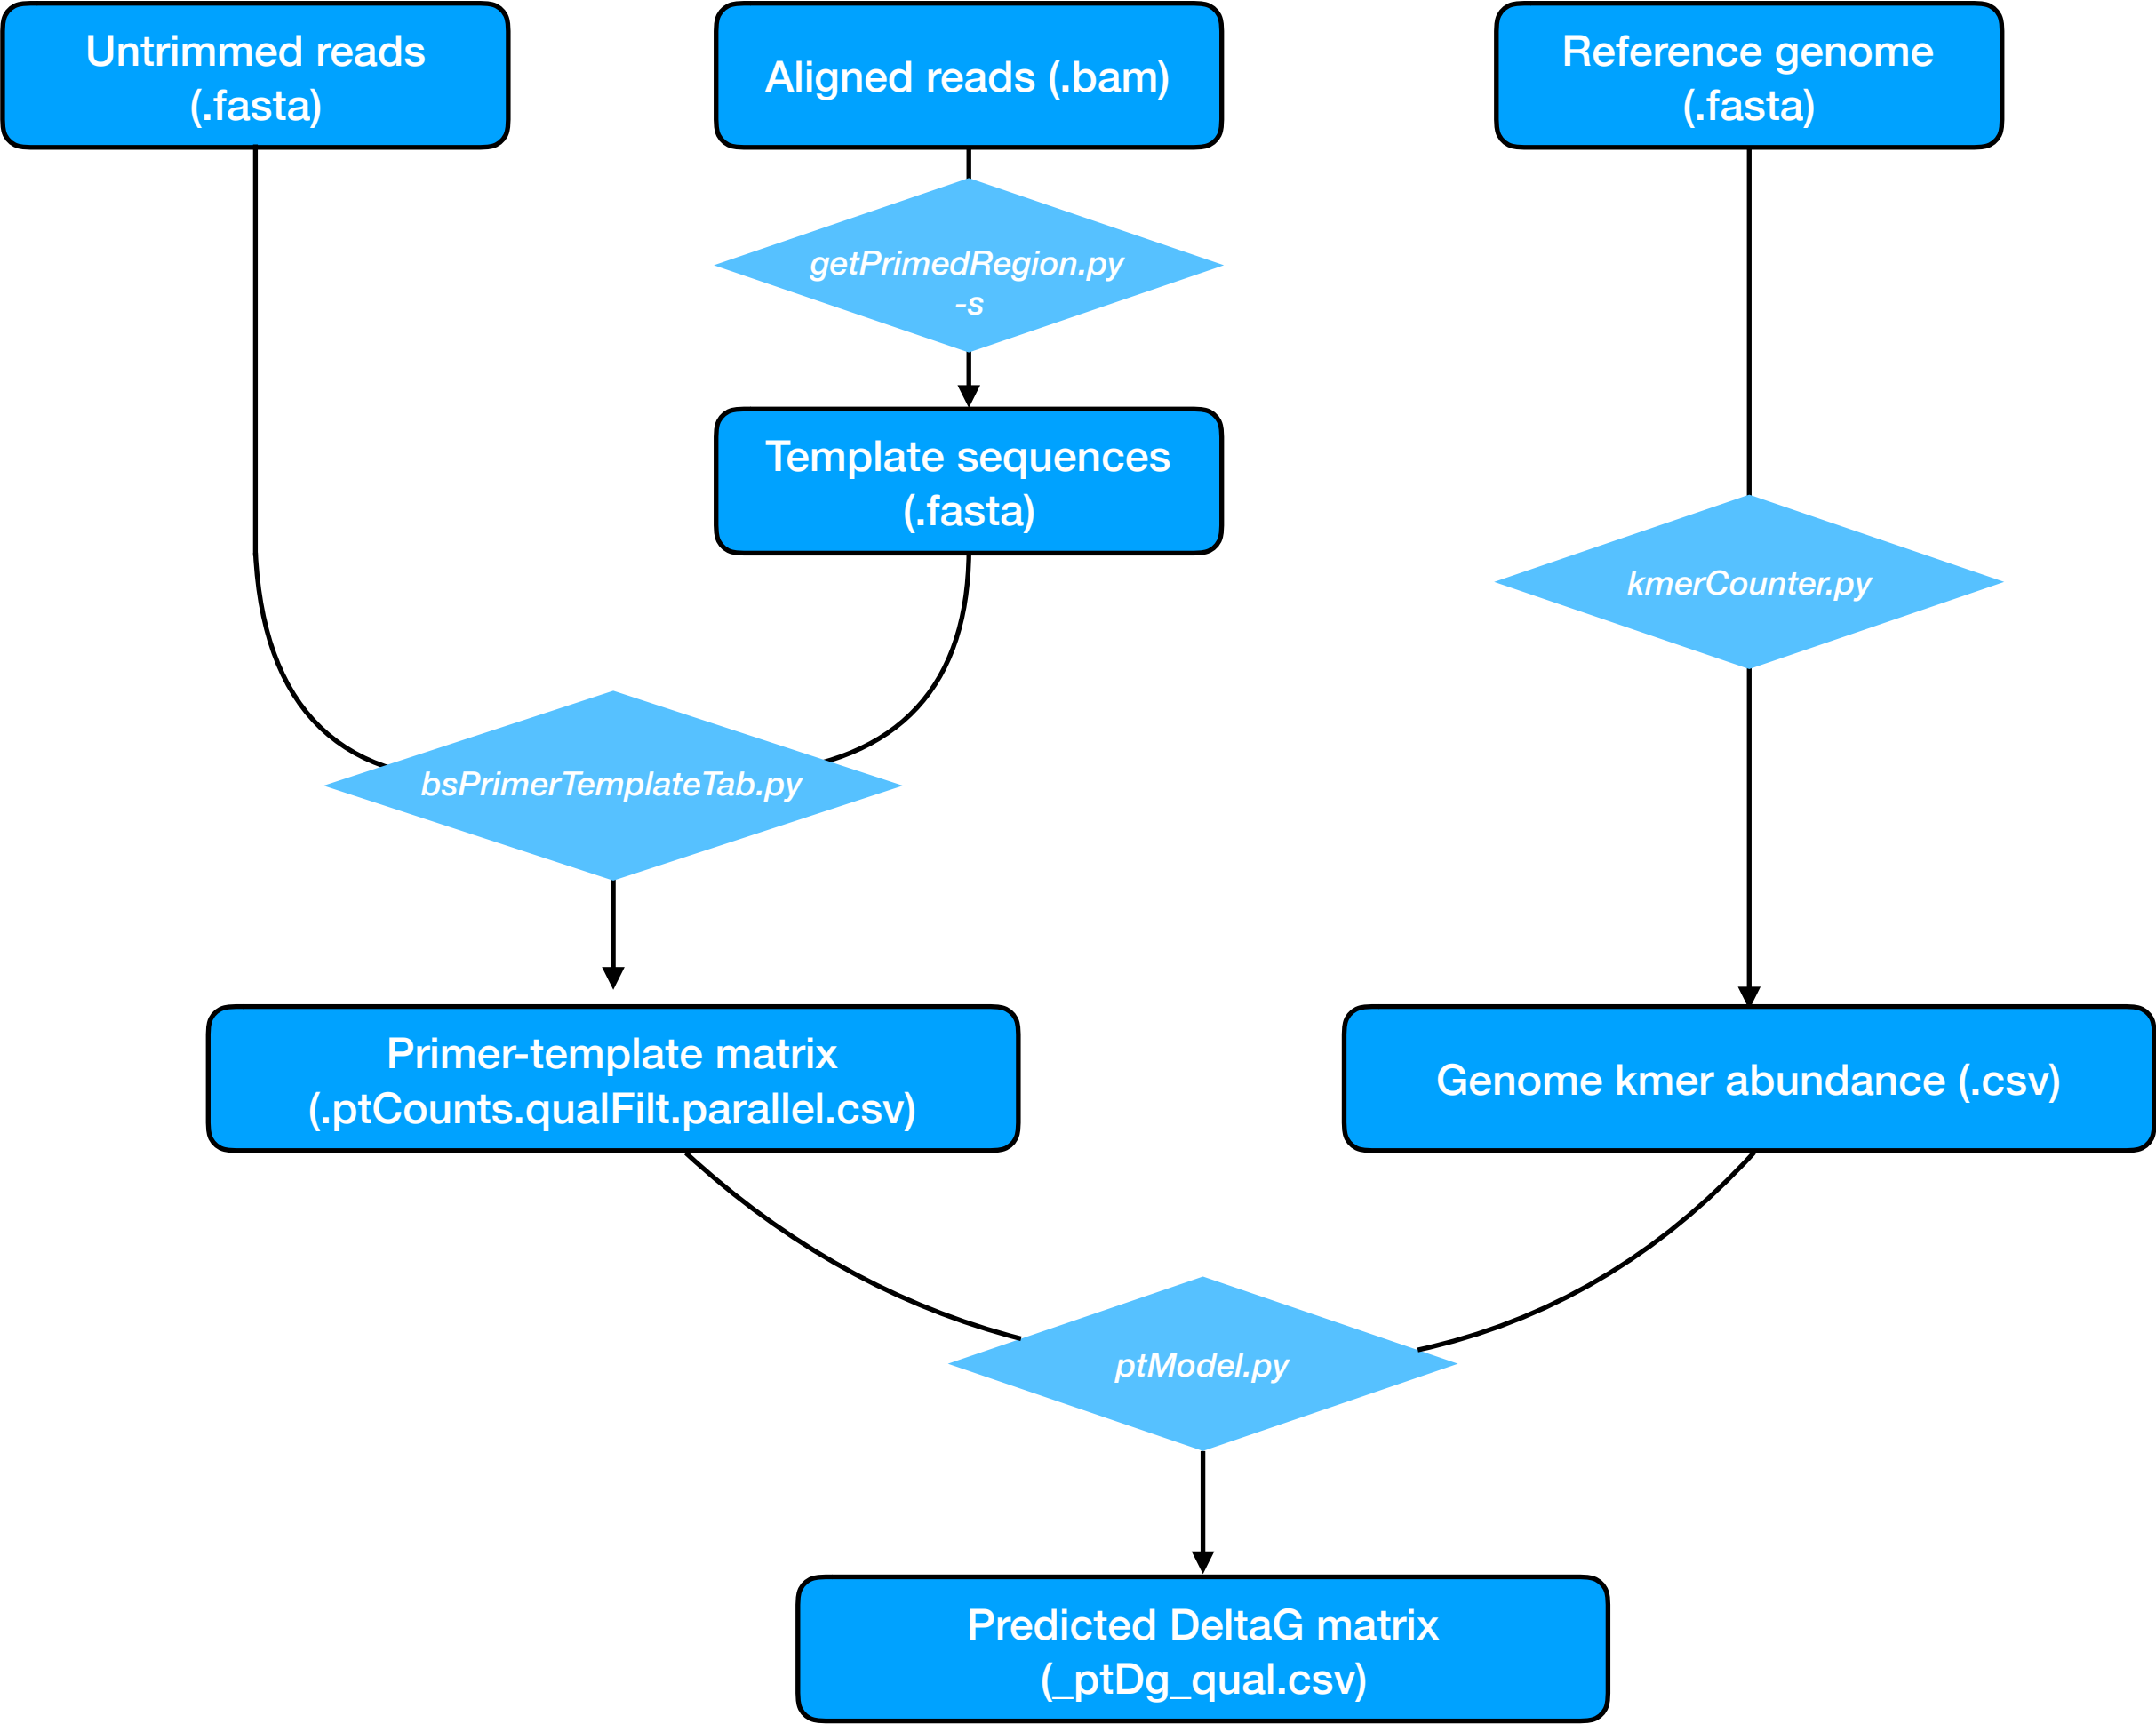 Untrimmed reads
(.fasta)
Aligned reads (.bam)
Reference genome
(.fasta)
getPrimedRegion.py
-s
Template sequences
(.fasta)
kmerCounter.py
bsPrimerTemplateTab.py
Primer-template matrix
(.ptCounts.qualFilt.parallel.csv)
Genome kmer abundance (.csv)
ptModel.py
Predicted DeltaG matrix
(_ptDg_qual.csv)